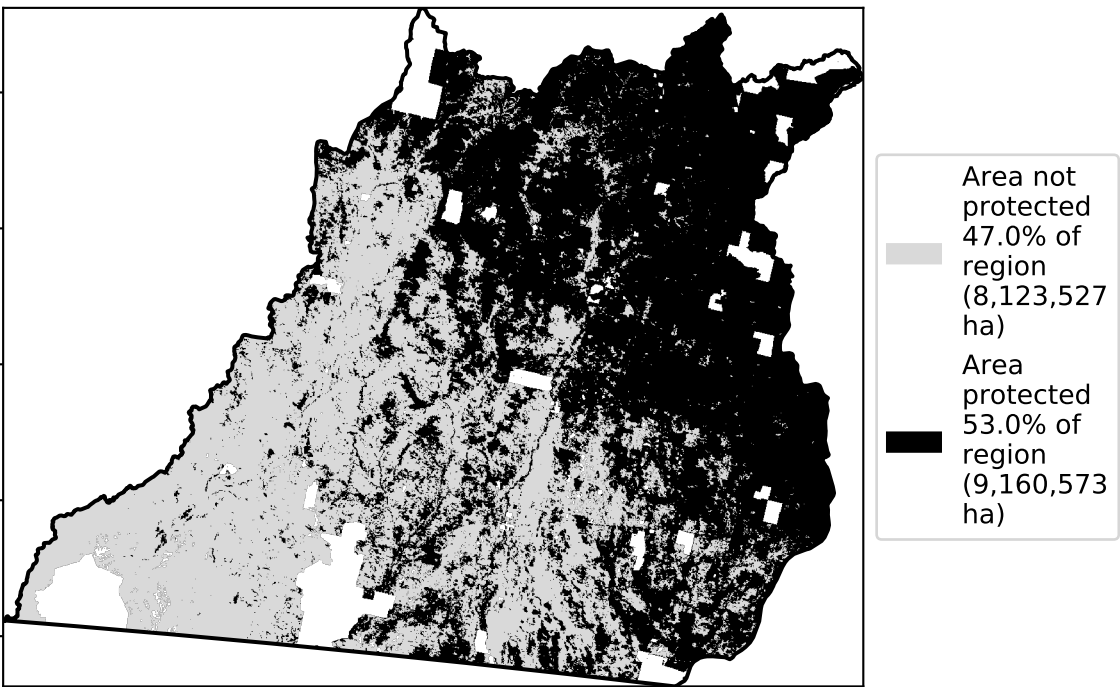 Area not
protected
47.0% of
region
(8,123,527
ha)
Area
protected
53.0% of
region
(9,160,573
ha)